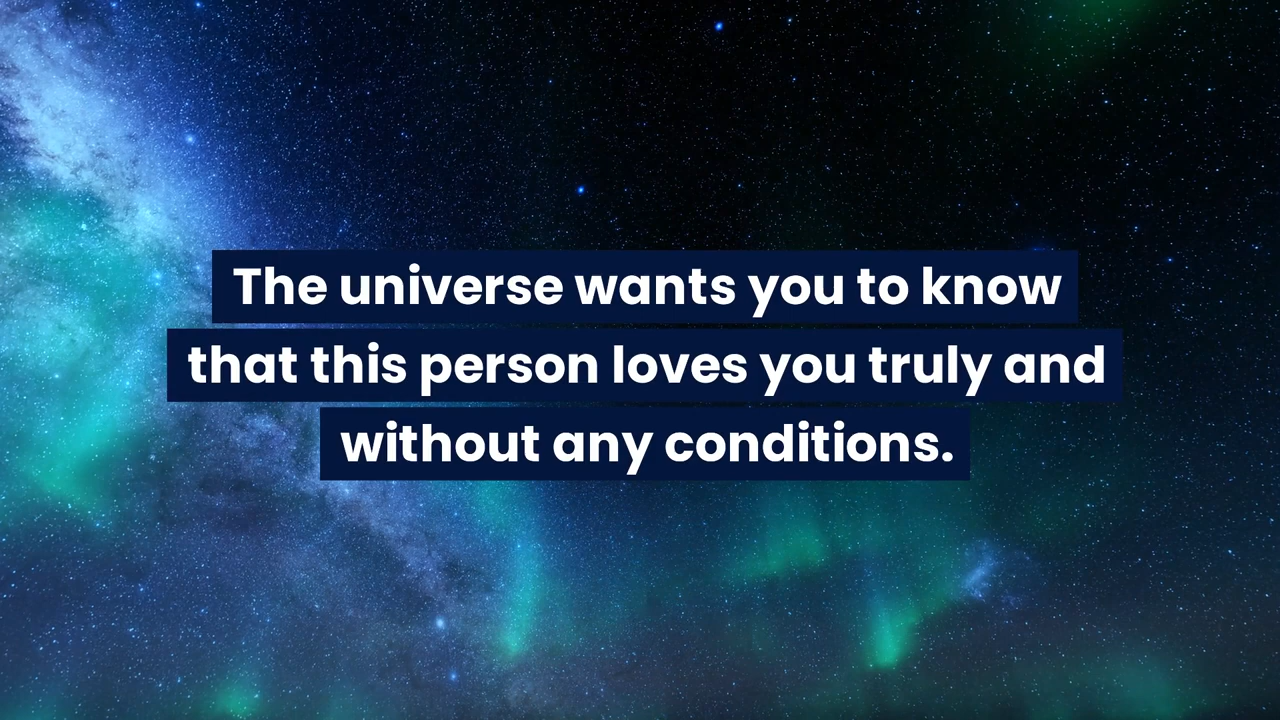 The universe wants you to know
that this person loves you truly and
without any conditions.